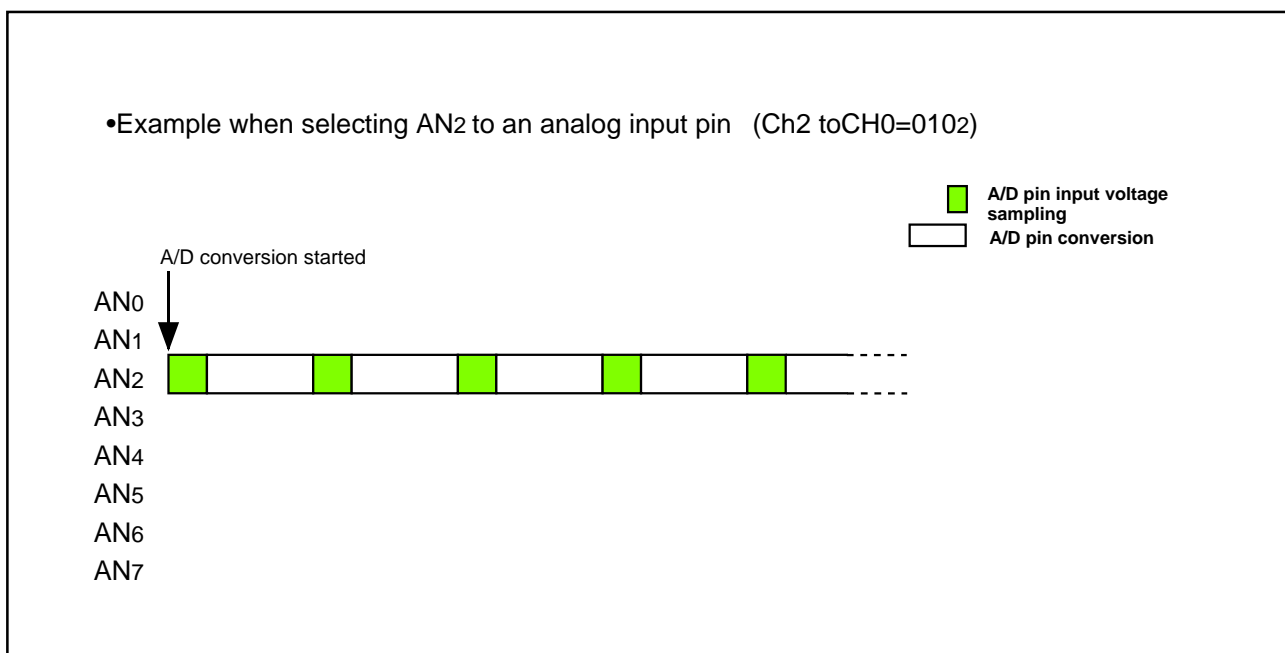 •Example when selecting AN2 to an analog input pin (Ch2 toCH0=0102)
A/D pin input voltage
sampling
A/D pin conversion
A/D conversion started
AN0
AN1
AN2
AN3
AN4
AN5
AN6
AN7